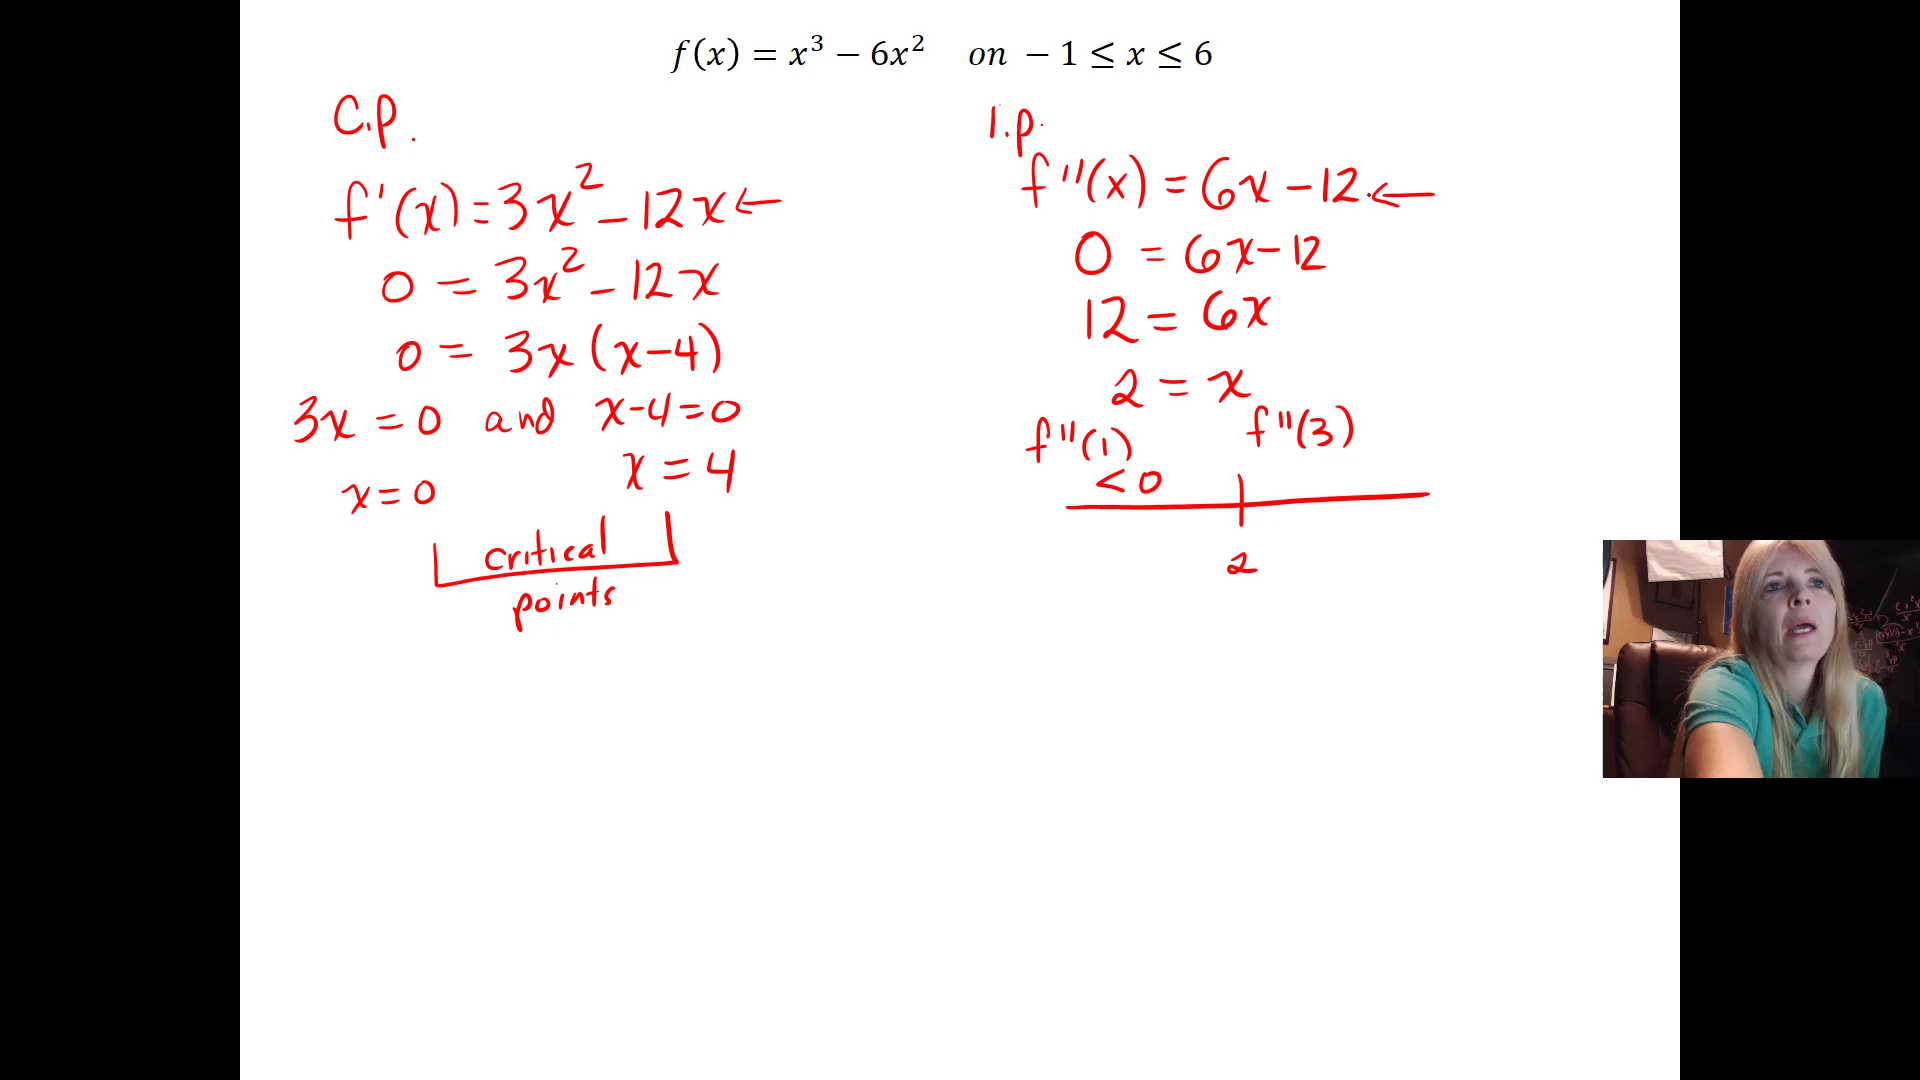 f(x) = x³ − 6x² on − 1 ≤ x ≤ 6
C.P.
f'(x) = 3x² − 12x ←
0 = 3x² − 12x
0 = 3x (x−4)
3x = 0 and x−4 = 0
x = 0 x = 4
critical
points
I.P.
f''(x) = 6x − 12 ←
0 = 6x − 12
12 = 6x
2 = x
f''(1) f''(3)
< 0
2